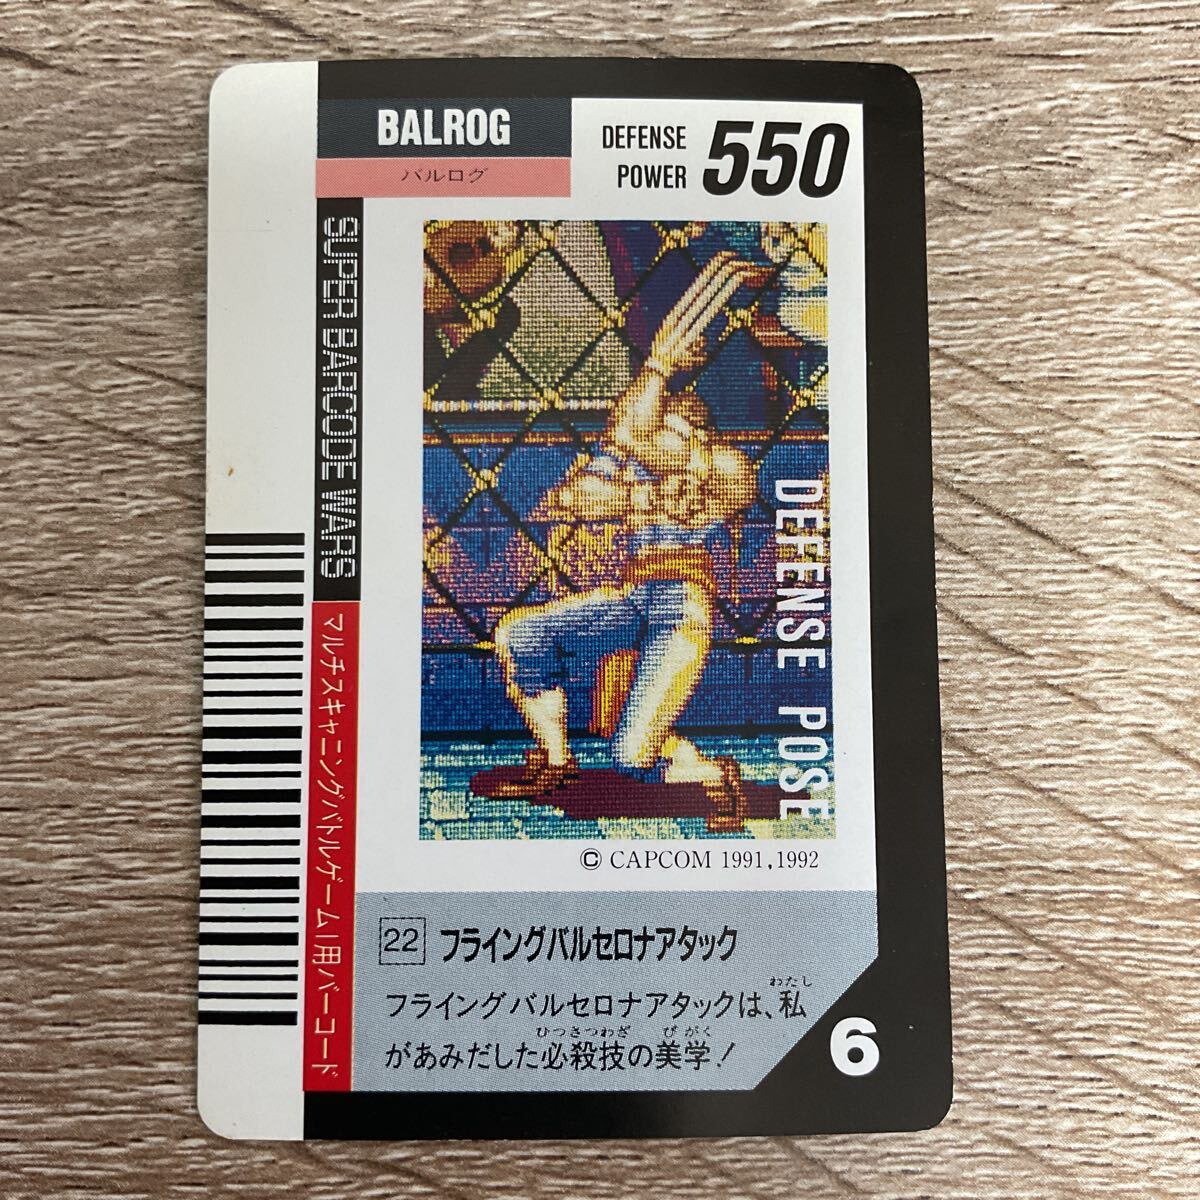 BALROG
バルログ
DEFENSE
POWER
550
SUPER BARCODE WARS
マルチスキャニングバトルゲーム用バーコード
DEFENSE POSE
© CAPCOM 1991,1992
22 フライングバルセロナアタック
わたし
フライングバルセロナアタックは、私
ひつさつわざ びがく
があみだした必殺技の美学!
6